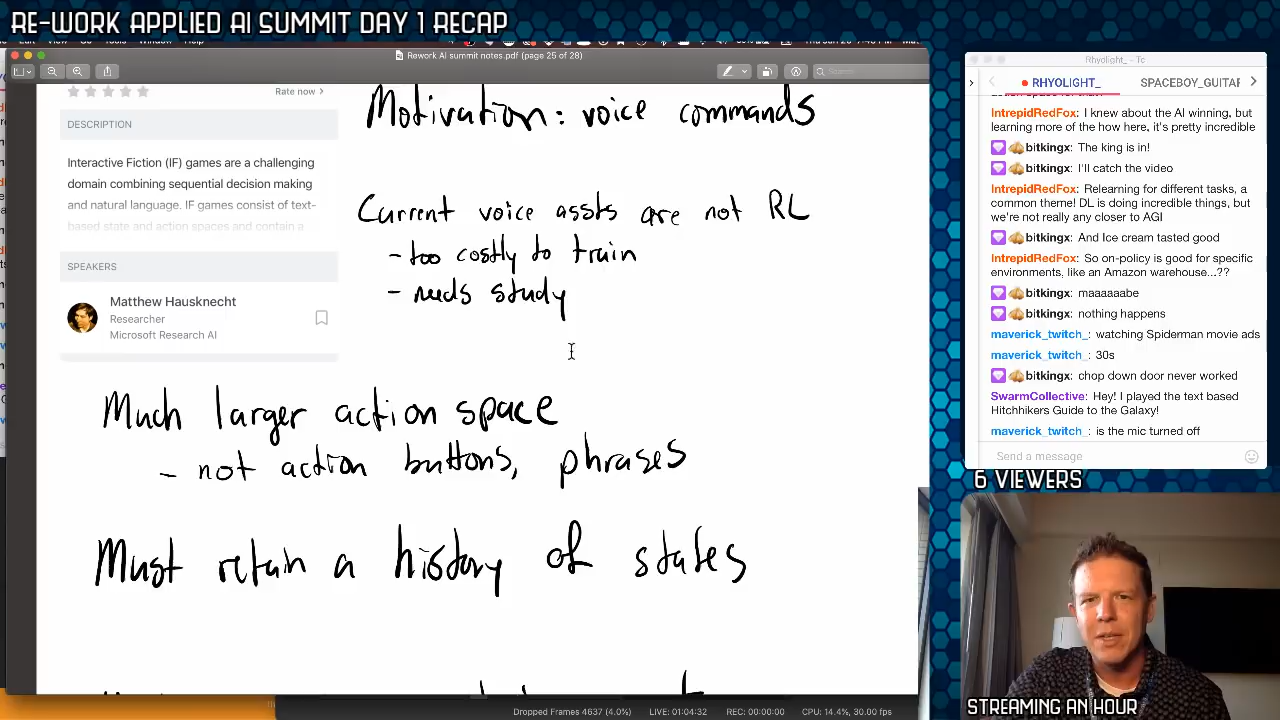 RE-WORK APPLIED AI SUMMIT DAY 1 RECAP
Rework AI summit notes.pdf (page 25 of 28)
Search
Rate now >
DESCRIPTION
Interactive Fiction (IF) games are a challenging
domain combining sequential decision making
and natural language. IF games consist of text-
based state and action spaces and contain a
SPEAKERS
Matthew Hausknecht
Researcher
Microsoft Research AI
Motivation: voice commands
Current voice assts are not RL
- too costly to train
- needs study
Much larger action space
- not action buttons, phrases
Must retain a history of states
Dropped Frames 4637 (4.0%)
LIVE: 01:04:32
REC: 00:00:00
CPU: 14.4%, 30.00 fps
Rhyolight_ - Tc
RHYOLIGHT_
SPACEBOY_GUITAR
IntrepidRedFox: I knew about the AI winning, but
learning more of the how here, it's pretty incredible
bitkingx: The king is in!
bitkingx: I'll catch the video
IntrepidRedFox: Relearning for different tasks, a
common theme! DL is doing incredible things, but
we're not really any closer to AGI
bitkingx: And Ice cream tasted good
IntrepidRedFox: So on-policy is good for specific
environments, like an Amazon warehouse...??
bitkingx: maaaaaabe
bitkingx: nothing happens
maverick_twitch_: watching Spiderman movie ads
maverick_twitch_: 30s
bitkingx: chop down door never worked
SwarmCollective: Hey! I played the text based
Hitchhikers Guide to the Galaxy!
maverick_twitch_: is the mic turned off
Send a message
6 VIEWERS
STREAMING AN HOUR